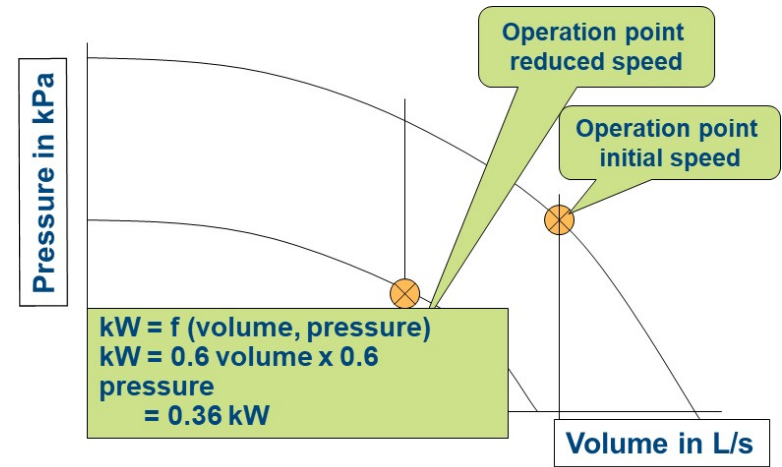 Operation point
reduced speed
Operation point
initial speed
Pressure in kPa
kW = f (volume, pressure)
kW = 0.6 volume x 0.6
pressure
= 0.36 kW
Volume in L/s